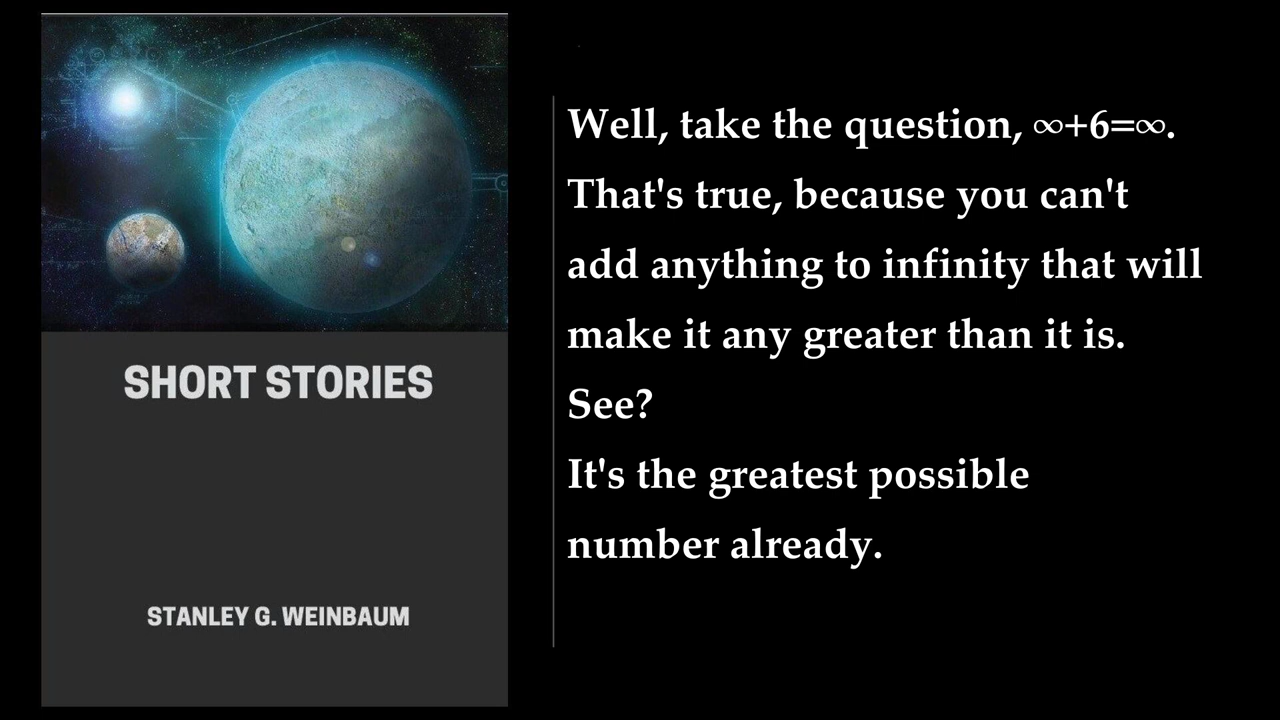 SHORT STORIES
STANLEY G. WEINBAUM
Well, take the question, ∞+6=∞.
That's true, because you can't
add anything to infinity that will
make it any greater than it is.
See?
It's the greatest possible
number already.